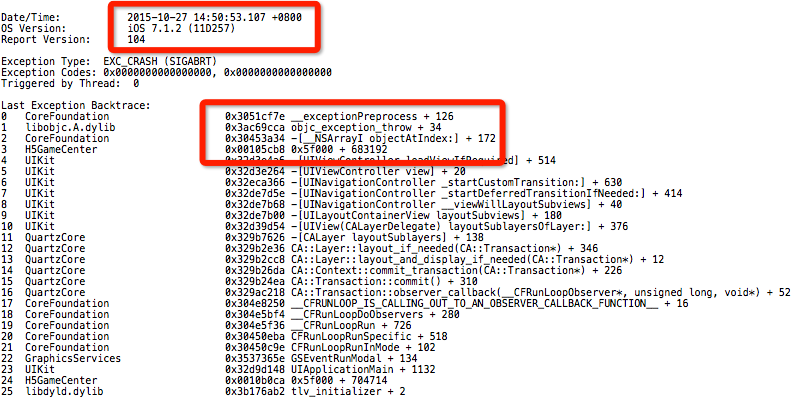 Date/Time: 2015-10-27 14:50:53.107 +0800
OS Version: iOS 7.1.2 (11D257)
Report Version: 104
Exception Type: EXC_CRASH (SIGABRT)
Exception Codes: 0x0000000000000000, 0x0000000000000000
Triggered by Thread: 0
Last Exception Backtrace:
0 CoreFoundation 0x3051cf7e __exceptionPreprocess + 126
1 libobjc.A.dylib 0x3ac69cca objc_exception_throw + 34
2 CoreFoundation 0x30453a34 -[__NSArrayI objectAtIndex:] + 172
3 H5GameCenter 0x00105cb8 0x5f000 + 683192
4 UIKit 0x32d3e4a6 -[UIViewController loadViewIfRequired] + 514
5 UIKit 0x32d3e264 -[UIViewController view] + 20
6 UIKit 0x32eca366 -[UINavigationController _startCustomTransition:] + 630
7 UIKit 0x32de7d5e -[UINavigationController _startDeferredTransitionIfNeeded:] + 414
8 UIKit 0x32de7b68 -[UINavigationController __viewWillLayoutSubviews] + 40
9 UIKit 0x32de7b00 -[UILayoutContainerView layoutSubviews] + 180
10 UIKit 0x32d39d54 -[UIView(CALayerDelegate) layoutSublayersOfLayer:] + 376
11 QuartzCore 0x329b7626 -[CALayer layoutSublayers] + 138
12 QuartzCore 0x329b2e36 CA::Layer::layout_if_needed(CA::Transaction*) + 346
13 QuartzCore 0x329b2cc8 CA::Layer::layout_and_display_if_needed(CA::Transaction*) + 12
14 QuartzCore 0x329b26da CA::Context::commit_transaction(CA::Transaction*) + 226
15 QuartzCore 0x329b24ea CA::Transaction::commit() + 310
16 QuartzCore 0x329ac218 CA::Transaction::observer_callback(__CFRunLoopObserver*, unsigned long, void*) + 52
17 CoreFoundation 0x304e8250 __CFRUNLOOP_IS_CALLING_OUT_TO_AN_OBSERVER_CALLBACK_FUNCTION__ + 16
18 CoreFoundation 0x304e5bf4 __CFRunLoopDoObservers + 280
19 CoreFoundation 0x304e5f36 __CFRunLoopRun + 726
20 CoreFoundation 0x30450eba CFRunLoopRunSpecific + 518
21 CoreFoundation 0x30450c9e CFRunLoopRunInMode + 102
22 GraphicsServices 0x3537365e GSEventRunModal + 134
23 UIKit 0x32d9d148 UIApplicationMain + 1132
24 H5GameCenter 0x0010b0ca 0x5f000 + 704714
25 libdyld.dylib 0x3b176ab2 tlv_initializer + 2